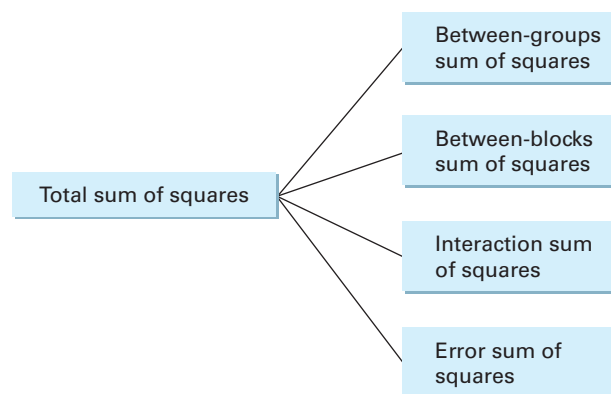 Between-groups
sum of squares
Between-blocks
sum of squares
Total sum of squares
Interaction sum
of squares
Error sum of
squares